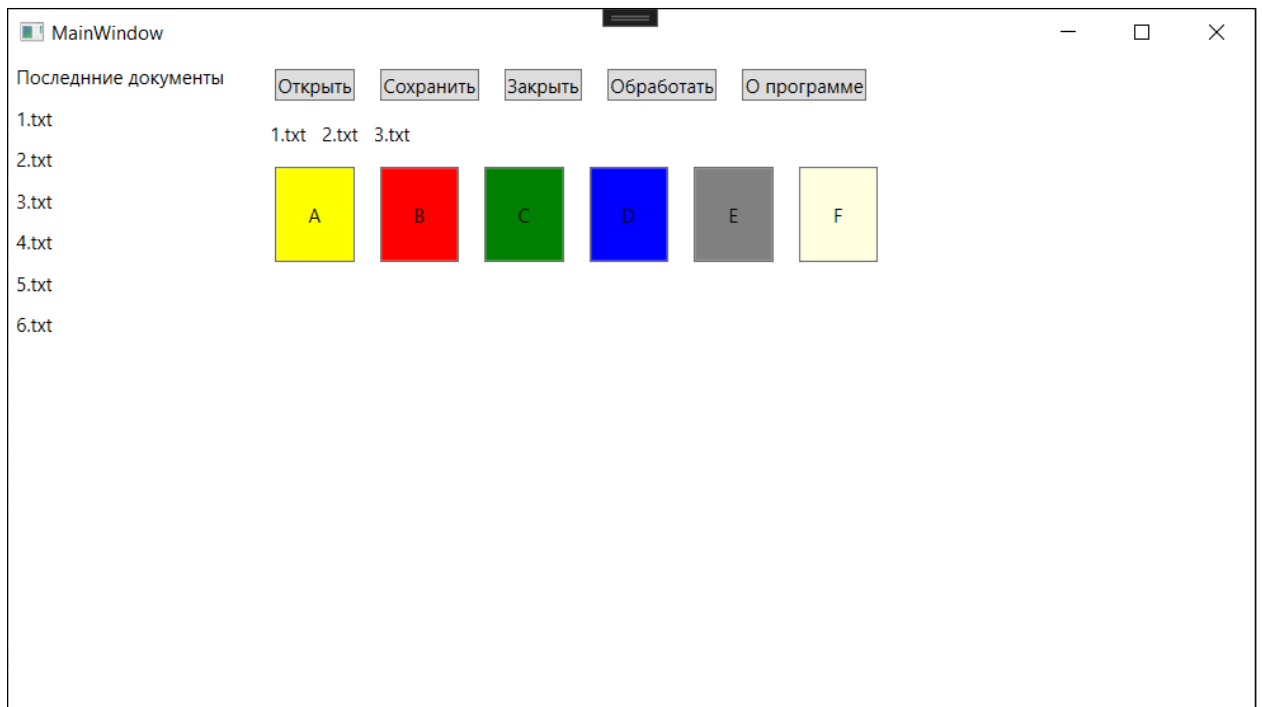 MainWindow
Последнние документы
Открыть Сохранить Закрыть Обработать О программе
1.txt
1.txt 2.txt 3.txt
2.txt
3.txt
A B C D E F
4.txt
5.txt
6.txt